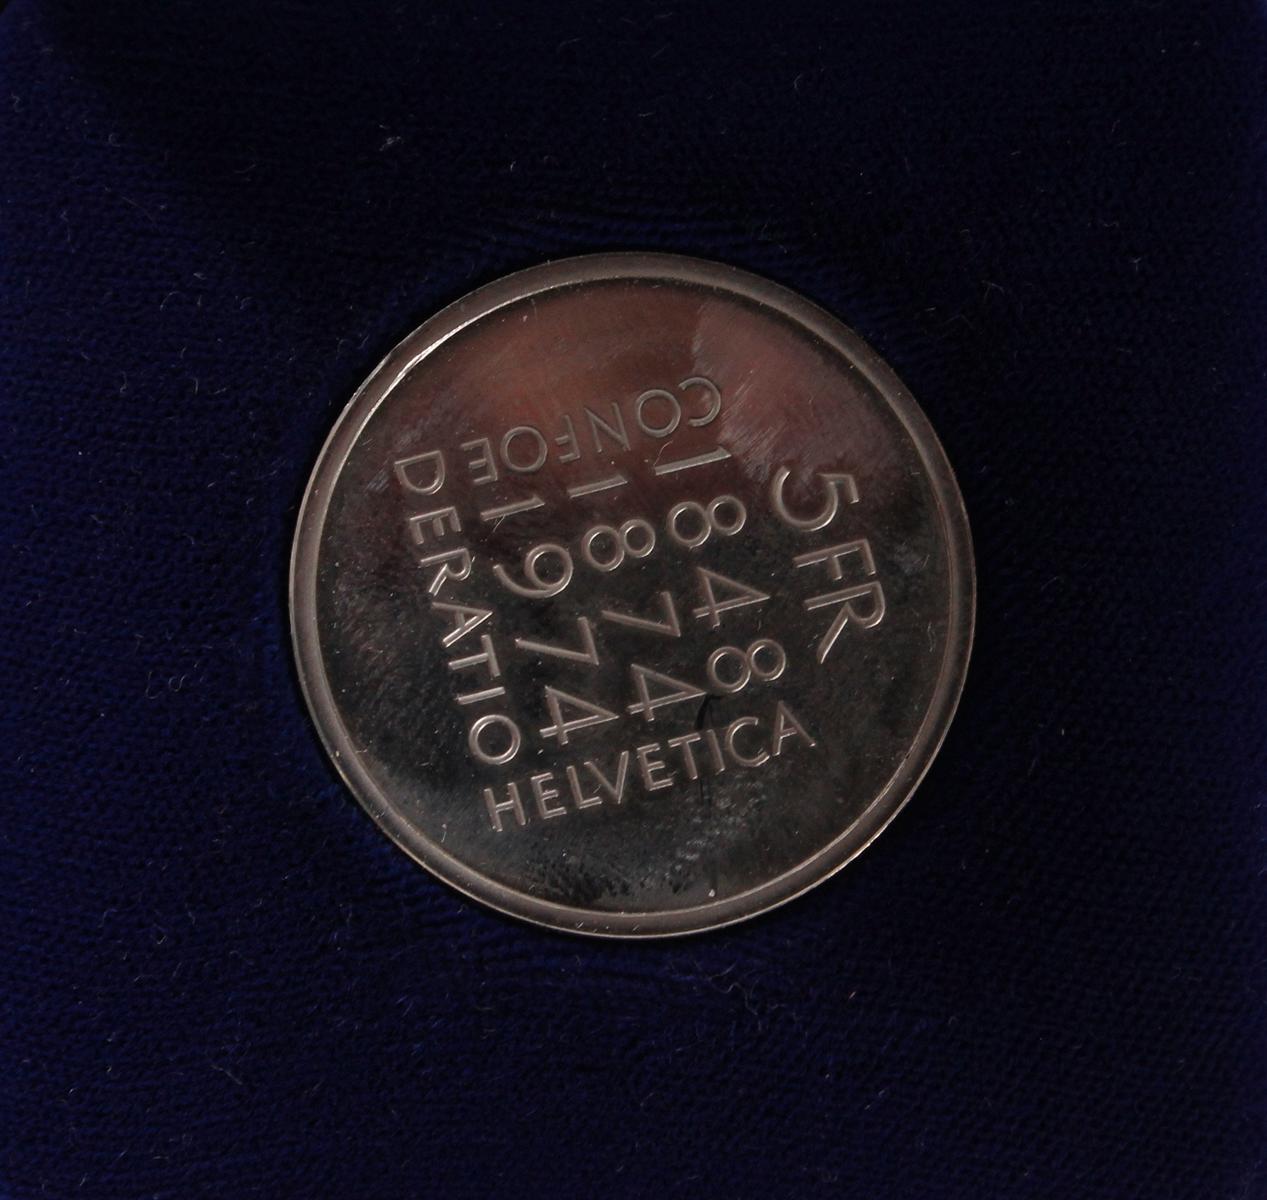 5 FR
1848
1874
1974
CONFOE
DERATIO
HELVETICA